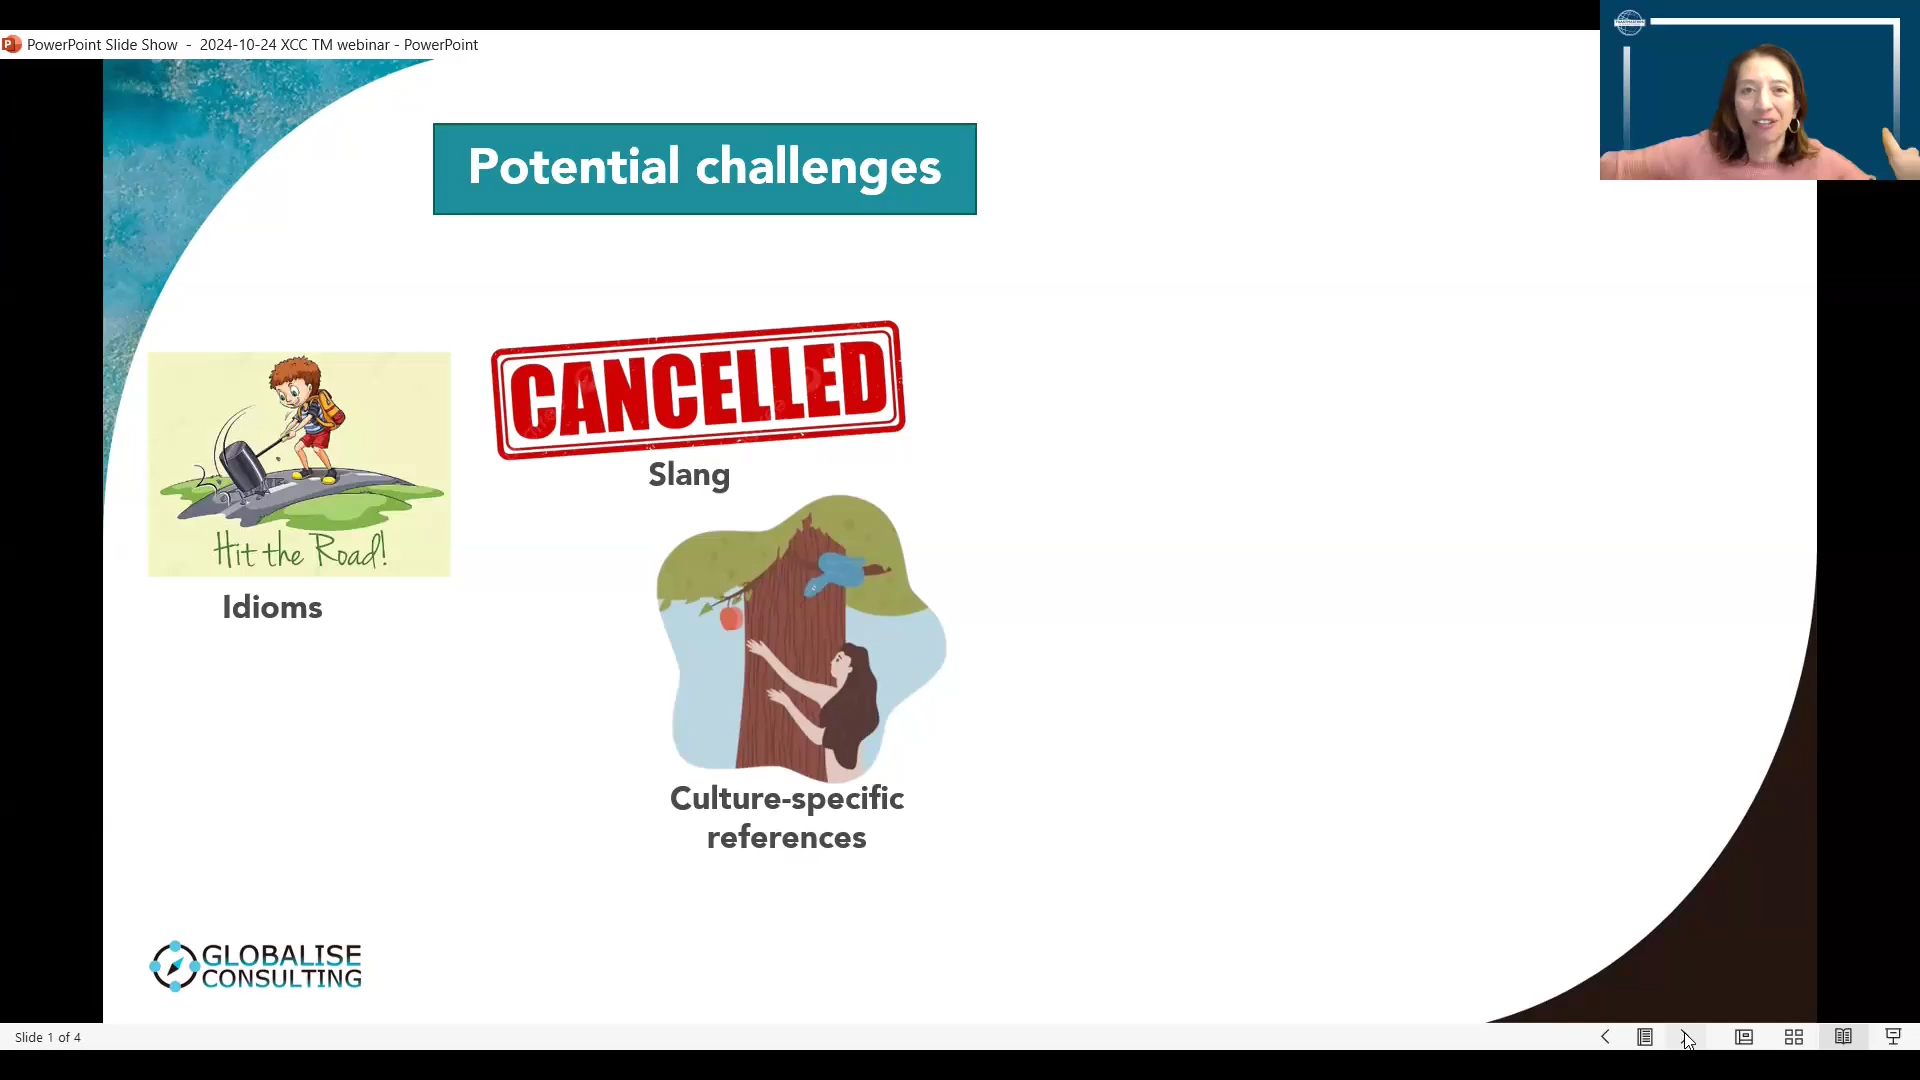 PowerPoint Slide Show - 2024-10-24 XCC TM webinar - PowerPoint
Potential challenges
CANCELLED
Slang
Hit the Road!
Idioms
Culture-specific
references
GLOBALISE
CONSULTING
Slide 1 of 4